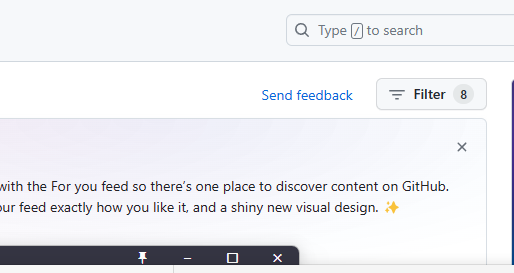 Type / to search
Send feedback
Filter 8
with the For you feed so there's one place to discover content on GitHub.
our feed exactly how you like it, and a shiny new visual design. ✨